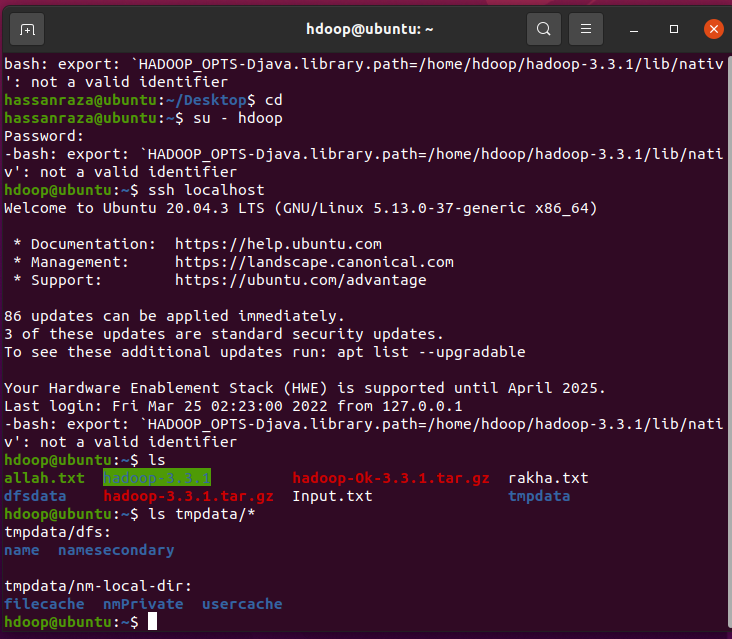 hdoop@ubuntu: ~
bash: export: `HADOOP_OPTS-Djava.library.path=/home/hdoop/hadoop-3.3.1/lib/nativ
': not a valid identifier
hassanraza@ubuntu:~/Desktop$ cd
hassanraza@ubuntu:~$ su - hdoop
Password:
-bash: export: `HADOOP_OPTS-Djava.library.path=/home/hdoop/hadoop-3.3.1/lib/nati
v': not a valid identifier
hdoop@ubuntu:~$ ssh localhost
Welcome to Ubuntu 20.04.3 LTS (GNU/Linux 5.13.0-37-generic x86_64)
* Documentation:  https://help.ubuntu.com
* Management:     https://landscape.canonical.com
* Support:        https://ubuntu.com/advantage
86 updates can be applied immediately.
3 of these updates are standard security updates.
To see these additional updates run: apt list --upgradable
Your Hardware Enablement Stack (HWE) is supported until April 2025.
Last login: Fri Mar 25 02:23:00 2022 from 127.0.0.1
-bash: export: `HADOOP_OPTS-Djava.library.path=/home/hdoop/hadoop-3.3.1/lib/nati
v': not a valid identifier
hdoop@ubuntu:~$ ls
allah.txt  hadoop-3.3.1         hadoop-Ok-3.3.1.tar.gz  rakha.txt
dfsdata    hadoop-3.3.1.tar.gz  Input.txt               tmpdata
hdoop@ubuntu:~$ ls tmpdata/*
tmpdata/dfs:
name  namesecondary
tmpdata/nm-local-dir:
filecache  nmPrivate  usercache
hdoop@ubuntu:~$